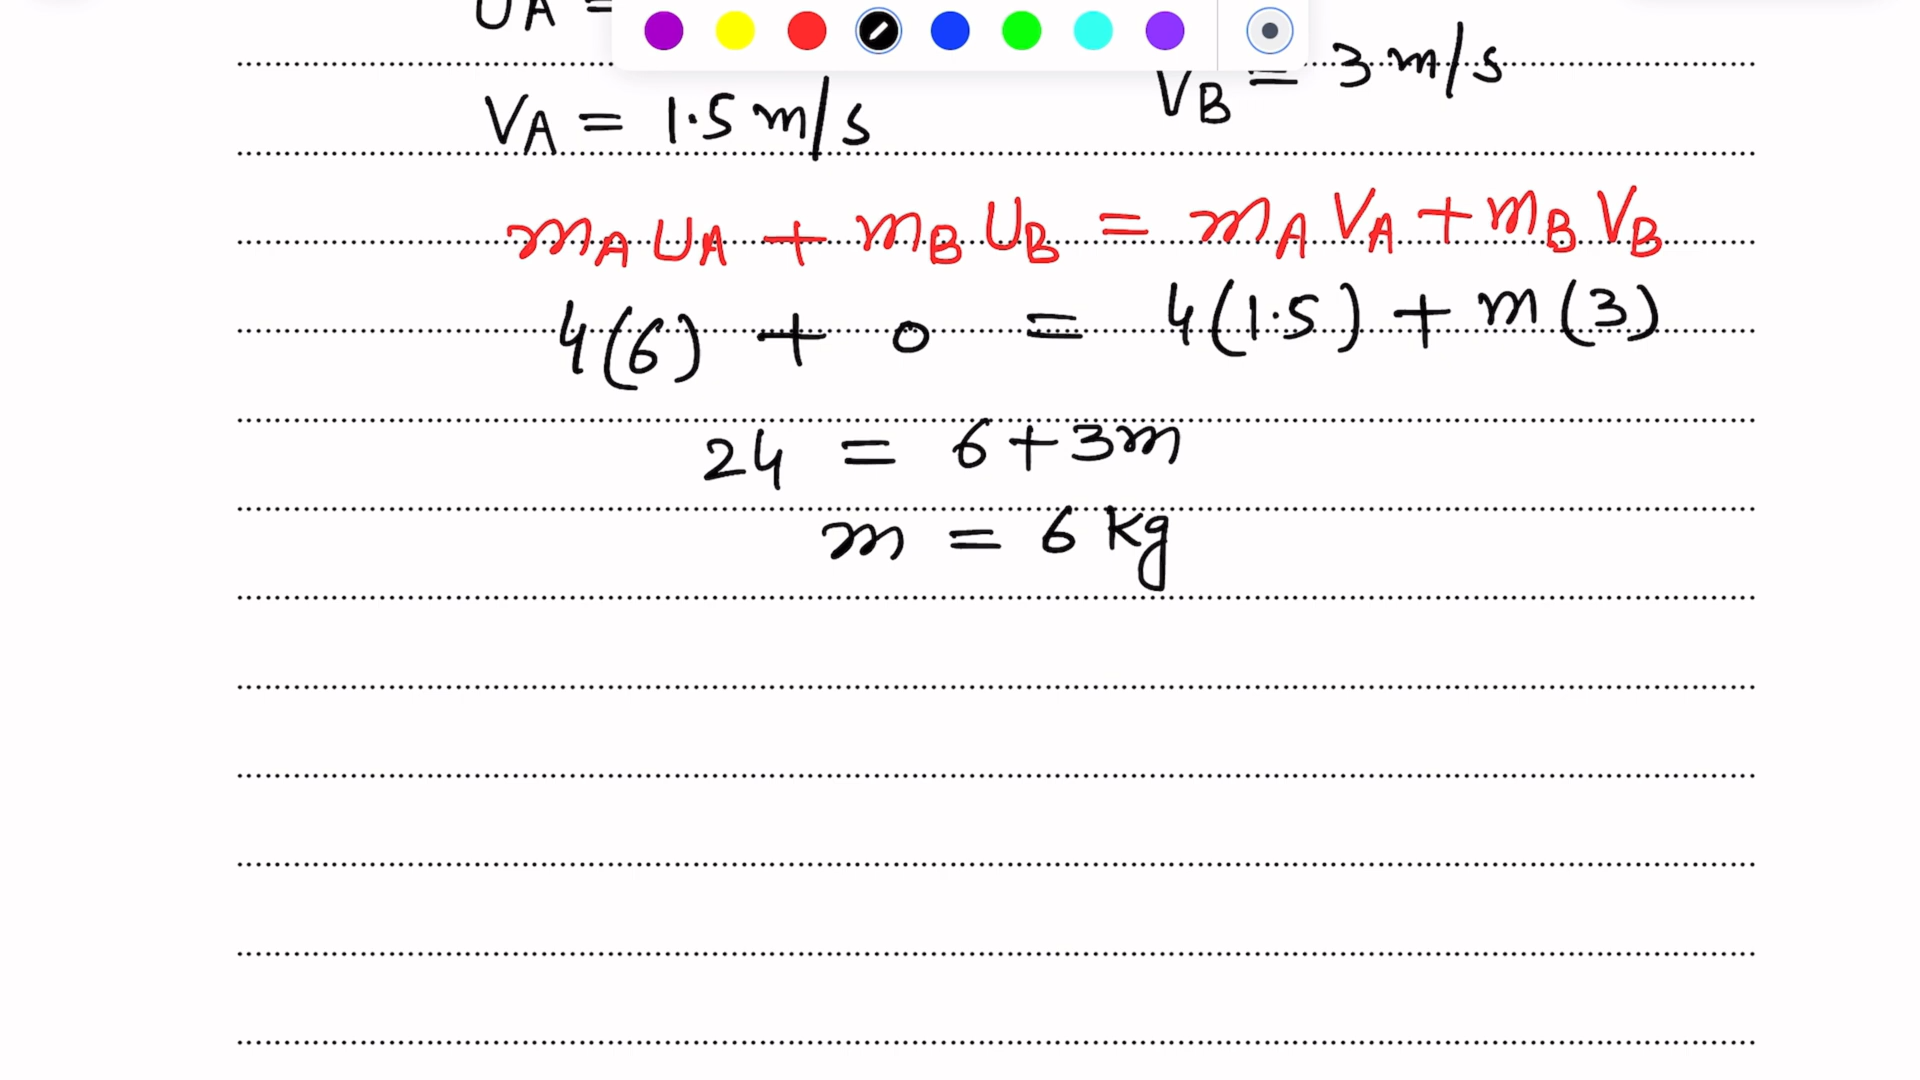 UA =
VB = 3 m/s
VA = 1.5 m/s
mA UA + mB UB = mA VA + mB VB
4(6) + 0 = 4(1.5) + m(3)
24 = 6+3m
m = 6 kg